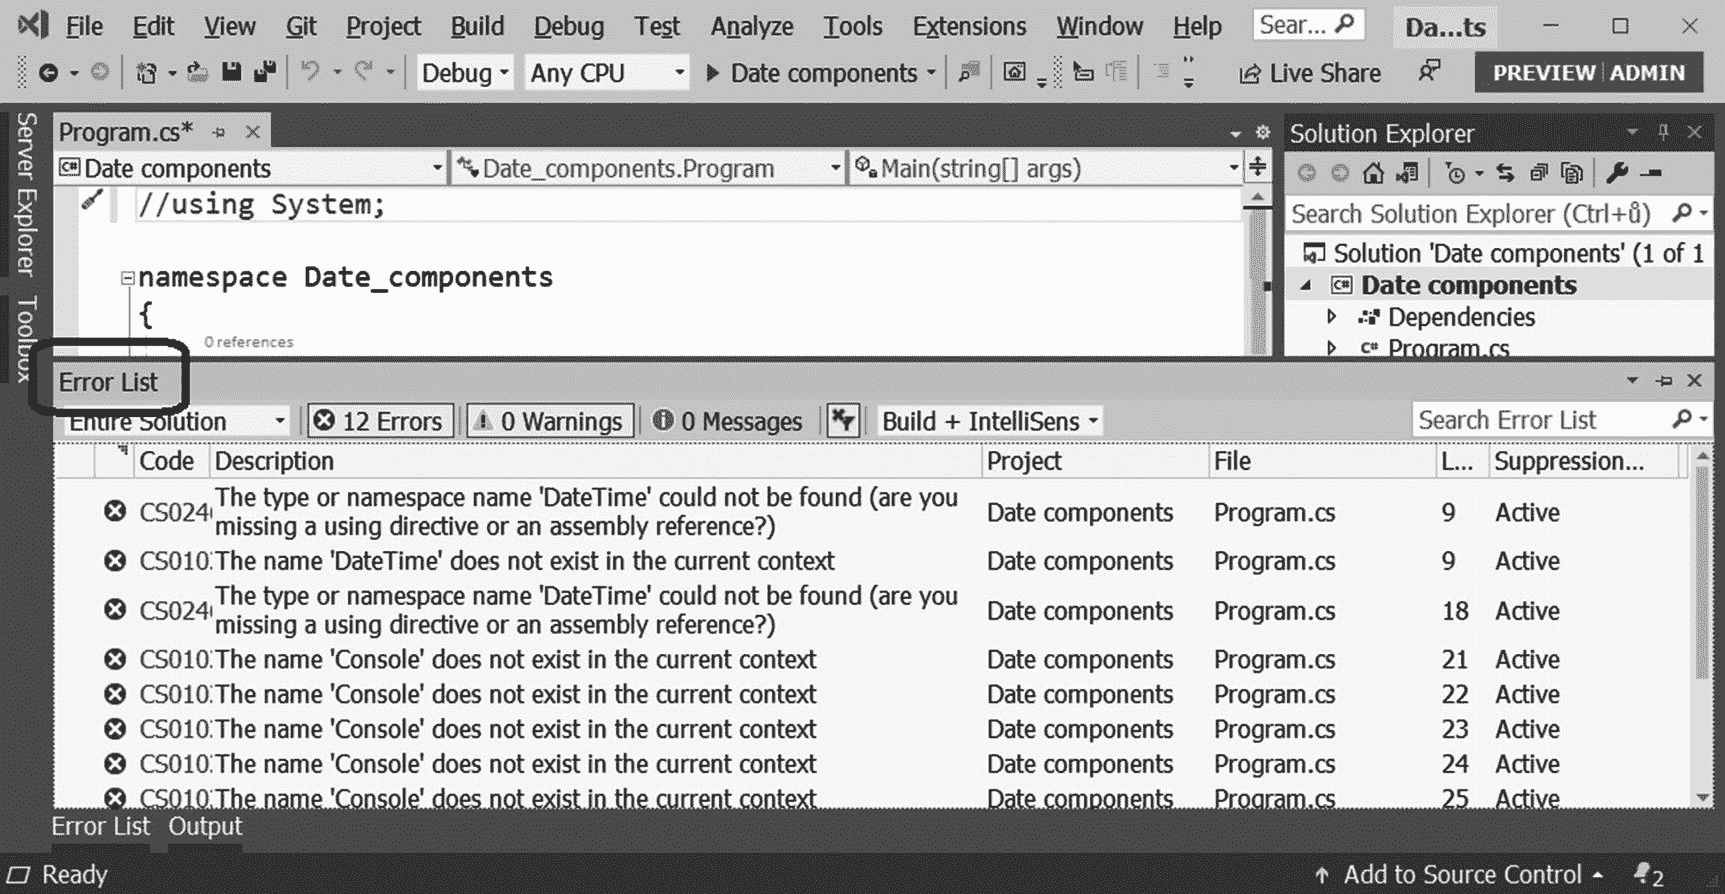 File Edit View Git Project Build Debug Test Analyze Tools Extensions Window Help Sear... Da...ts
Debug Any CPU Date components Live Share PREVIEW ADMIN
Server Explorer
Toolbox
Program.cs*
Date components Date_components.Program Main(string[] args)
//using System;
namespace Date_components
{
0 references
Solution Explorer
Search Solution Explorer (Ctrl+ů)
Solution 'Date components' (1 of 1
C# Date components
Dependencies
C# Program.cs
Error List
Entire Solution 12 Errors 0 Warnings 0 Messages Build + IntelliSens Search Error List
Code Description Project File L... Suppression...
CS024 The type or namespace name 'DateTime' could not be found (are you
missing a using directive or an assembly reference?) Date components Program.cs 9 Active
CS010 The name 'DateTime' does not exist in the current context Date components Program.cs 9 Active
CS024 The type or namespace name 'DateTime' could not be found (are you
missing a using directive or an assembly reference?) Date components Program.cs 18 Active
CS010 The name 'Console' does not exist in the current context Date components Program.cs 21 Active
CS010 The name 'Console' does not exist in the current context Date components Program.cs 22 Active
CS010 The name 'Console' does not exist in the current context Date components Program.cs 23 Active
CS010 The name 'Console' does not exist in the current context Date components Program.cs 24 Active
CS010 The name 'Console' does not exist in the current context Date components Program.cs 25 Active
Error List Output
Ready Add to Source Control 2